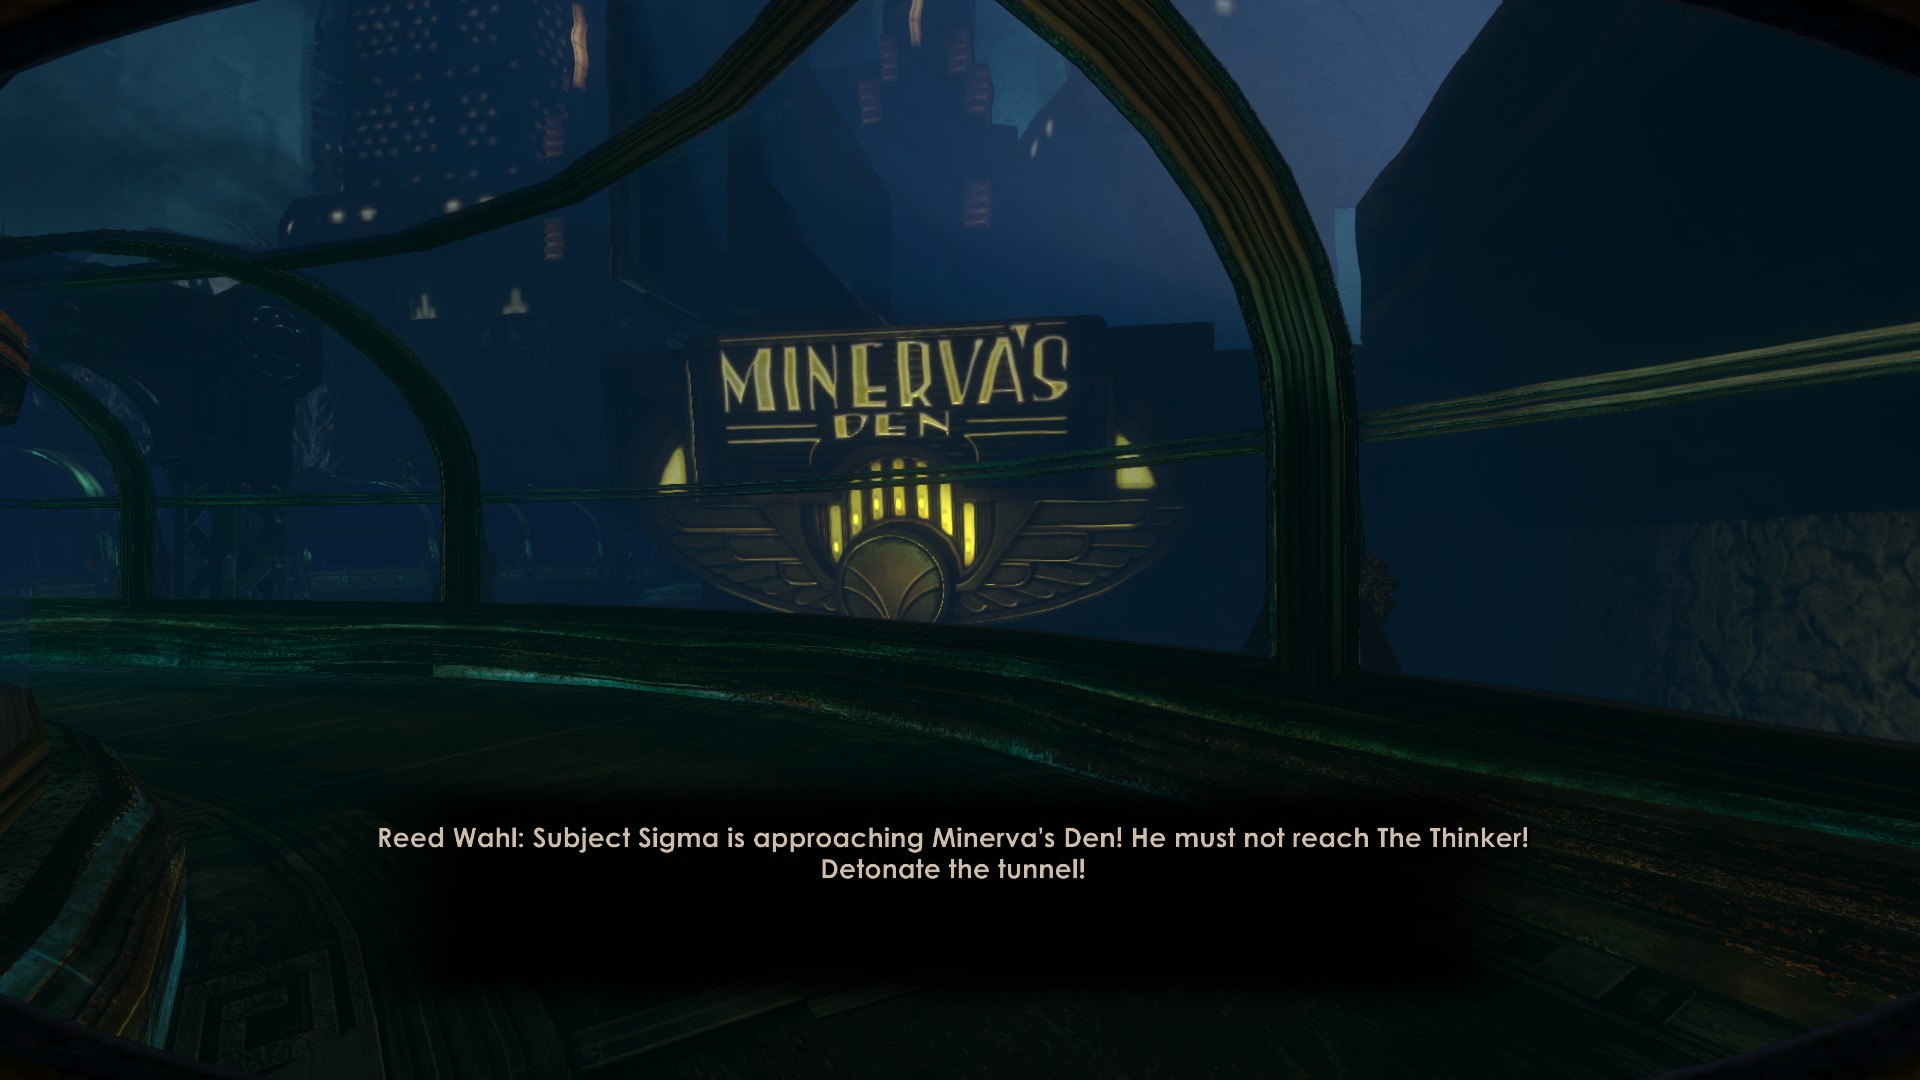 MINERVA'S
DEN
Reed Wahl: Subject Sigma is approaching Minerva's Den! He must not reach The Thinker!
Detonate the tunnel!